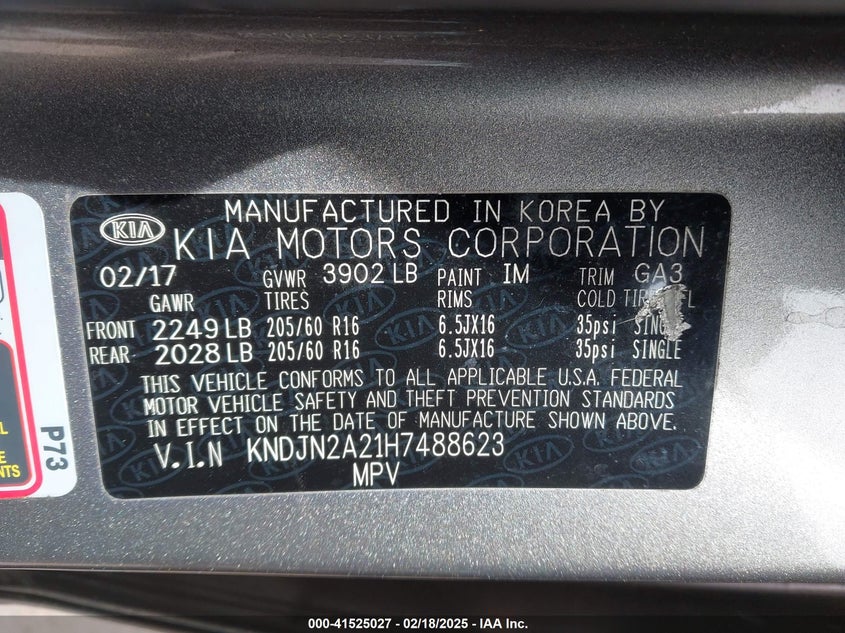 MANUFACTURED IN KOREA BY
KIA KIA MOTORS CORPORATION
02/17 GVWR 3902 LB PAINT IM TRIM GA3
GAWR TIRES RIMS COLD
FRONT 2249 LB 205/60 R16 6.5JX16 35psi
REAR 2028 LB 205/60 R16 6.5JX16 35psi SINGLE
THIS VEHICLE CONFORMS TO ALL APPLICABLE U.S.A. FEDERAL
MOTOR VEHICLE SAFETY AND THEFT PREVENTION STANDARDS
IN EFFECT ON THE DATE OF MANUFACTURE SHOWN ABOVE.
V.I.N KNDJN2A21H7488623
MPV
P73
000-41525027 - 02/18/2025 - IAA Inc.